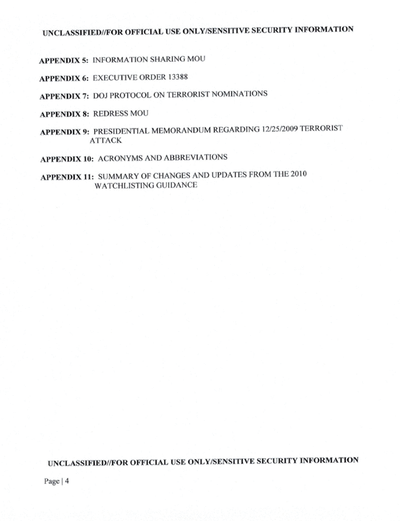 UNCLASSIFIED//FOR OFFICIAL USE ONLY/SENSITIVE SECURITY INFORMATION
APPENDIX 5: INFORMATION SHARING MOU
APPENDIX 6: EXECUTIVE ORDER 13388
APPENDIX 7: DOJ PROTOCOL ON TERRORIST NOMINATIONS
APPENDIX 8: REDRESS MOU
APPENDIX 9: PRESIDENTIAL MEMORANDUM REGARDING 12/25/2009 TERRORIST
ATTACK
APPENDIX 10: ACRONYMS AND ABBREVIATIONS
APPENDIX 11: SUMMARY OF CHANGES AND UPDATES FROM THE 2010
WATCHLISTING GUIDANCE
UNCLASSIFIED//FOR OFFICIAL USE ONLY/SENSITIVE SECURITY INFORMATION
Page | 4